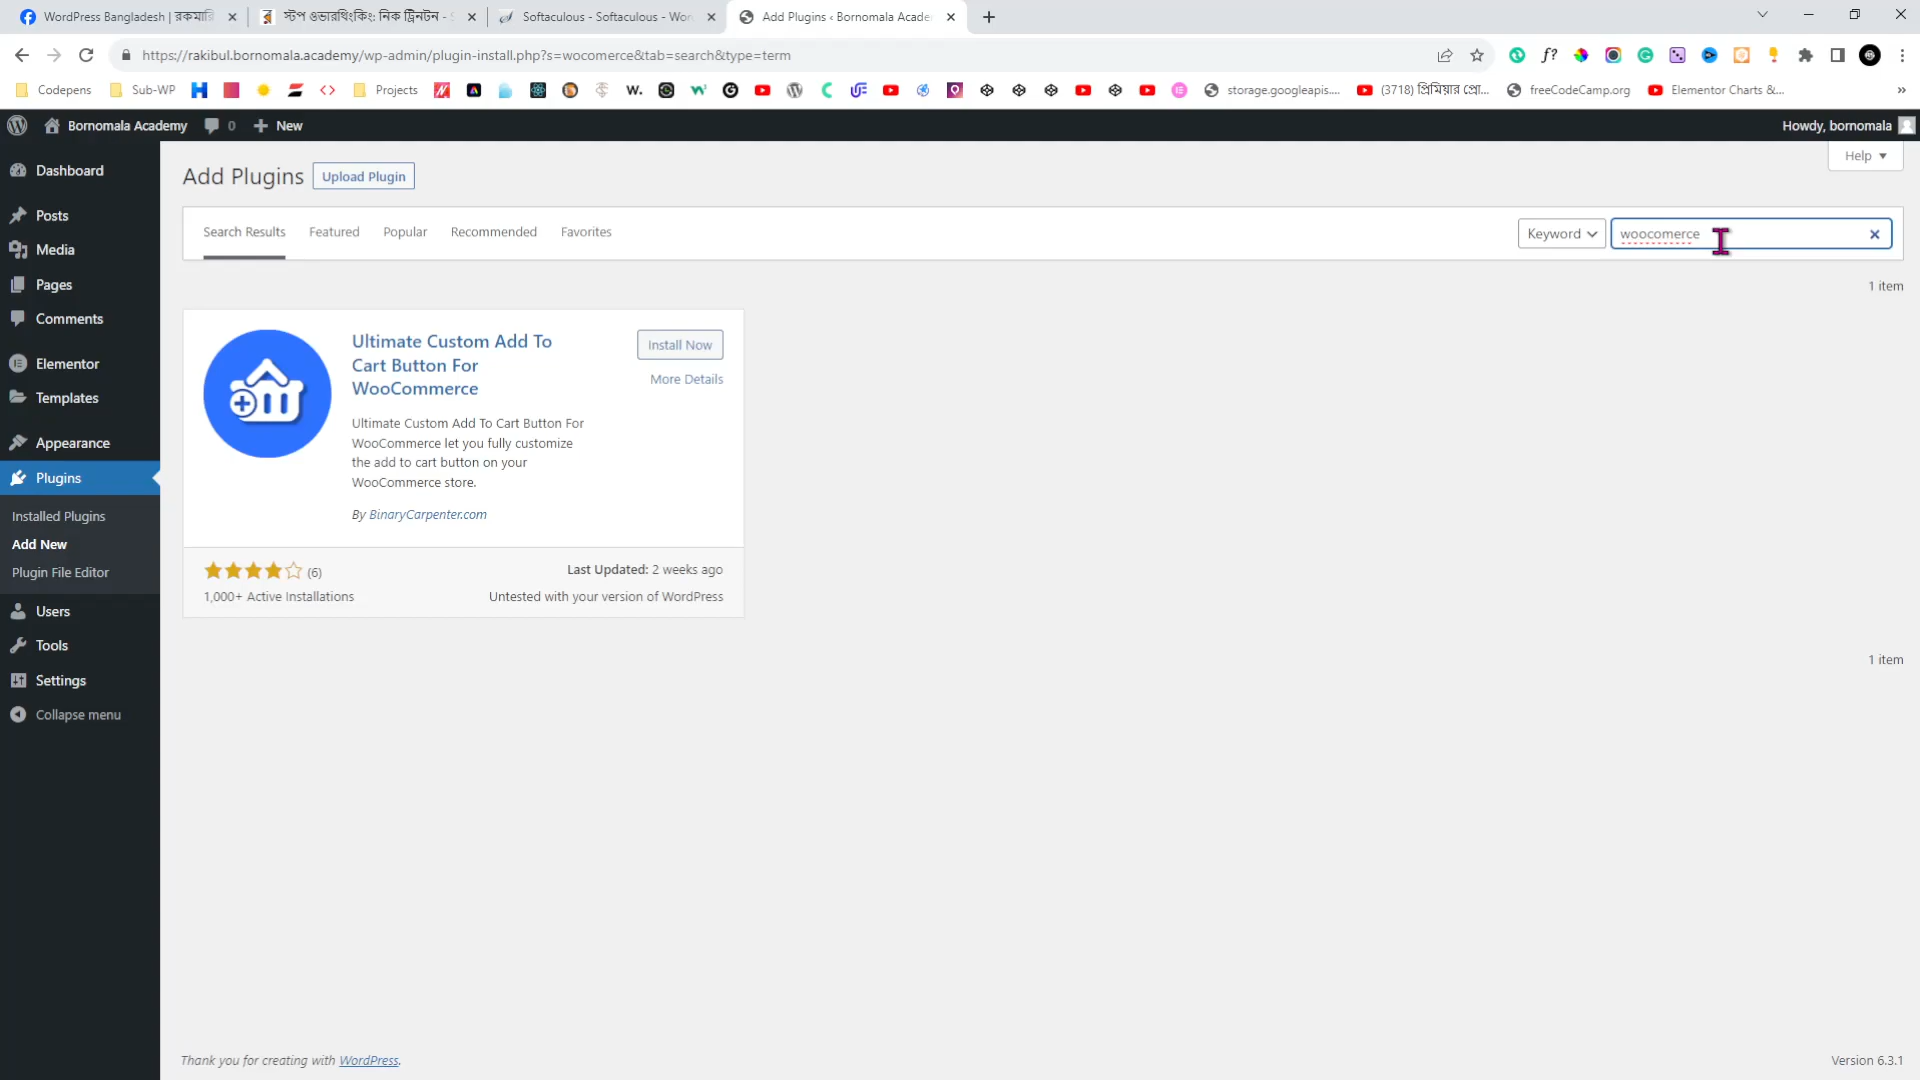 WordPress Bangladesh | রকমারি
স্টপ ওভারথিংকিং: নিক ট্রিনটন - S
Softaculous - Softaculous - Wor
Add Plugins ‹ Bornomala Acade
https://rakibul.bornomala.academy/wp-admin/plugin-install.php?s=wocomerce&tab=search&type=term
Codepens
Sub-WP
Projects
storage.googleapis....
(3718) প্রিমিয়ার প্রো...
freeCodeCamp.org
Elementor Charts &...
Bornomala Academy
0
New
Howdy, bornomala
Help
Dashboard
Posts
Media
Pages
Comments
Elementor
Templates
Appearance
Plugins
Installed Plugins
Add New
Plugin File Editor
Users
Tools
Settings
Collapse menu
Add Plugins
Upload Plugin
Search Results
Featured
Popular
Recommended
Favorites
Keyword
woocomerce
1 item
Ultimate Custom Add To
Cart Button For
WooCommerce
Install Now
More Details
Ultimate Custom Add To Cart Button For
WooCommerce let you fully customize
the add to cart button on your
WooCommerce store.
By BinaryCarpenter.com
(6)
Last Updated: 2 weeks ago
1,000+ Active Installations
Untested with your version of WordPress
1 item
Thank you for creating with WordPress.
Version 6.3.1